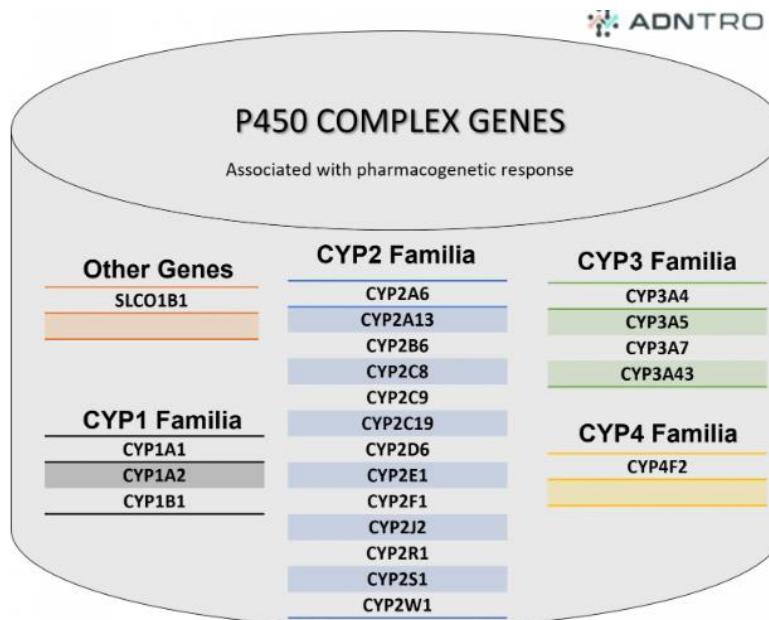 ADNTRO
P450 COMPLEX GENES
Associated with pharmacogenetic response
Other Genes
SLCO1B1
CYP1 Familia
CYP1A1
CYP1A2
CYP1B1
CYP2 Familia
CYP2A6
CYP2A13
CYP2B6
CYP2C8
CYP2C9
CYP2C19
CYP2D6
CYP2E1
CYP2F1
CYP2J2
CYP2R1
CYP2S1
CYP2W1
CYP3 Familia
CYP3A4
CYP3A5
CYP3A7
CYP3A43
CYP4 Familia
CYP4F2